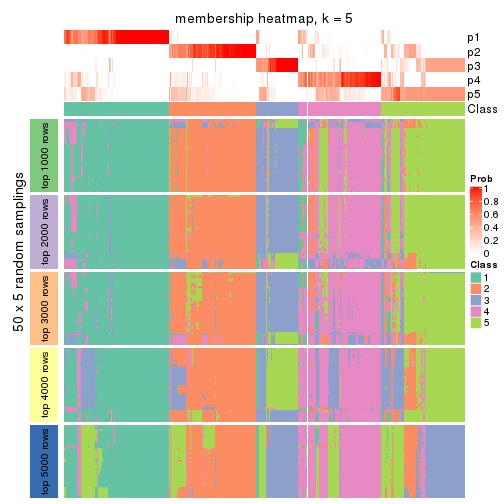 membership heatmap, k = 5
p1
p2
p3
p4
p5
Class
50 x 5 random samplings
top 1000 rows
top 2000 rows
top 3000 rows
top 4000 rows
top 5000 rows
Prob
1
0.8
0.6
0.4
0.2
0
Class
1
2
3
4
5